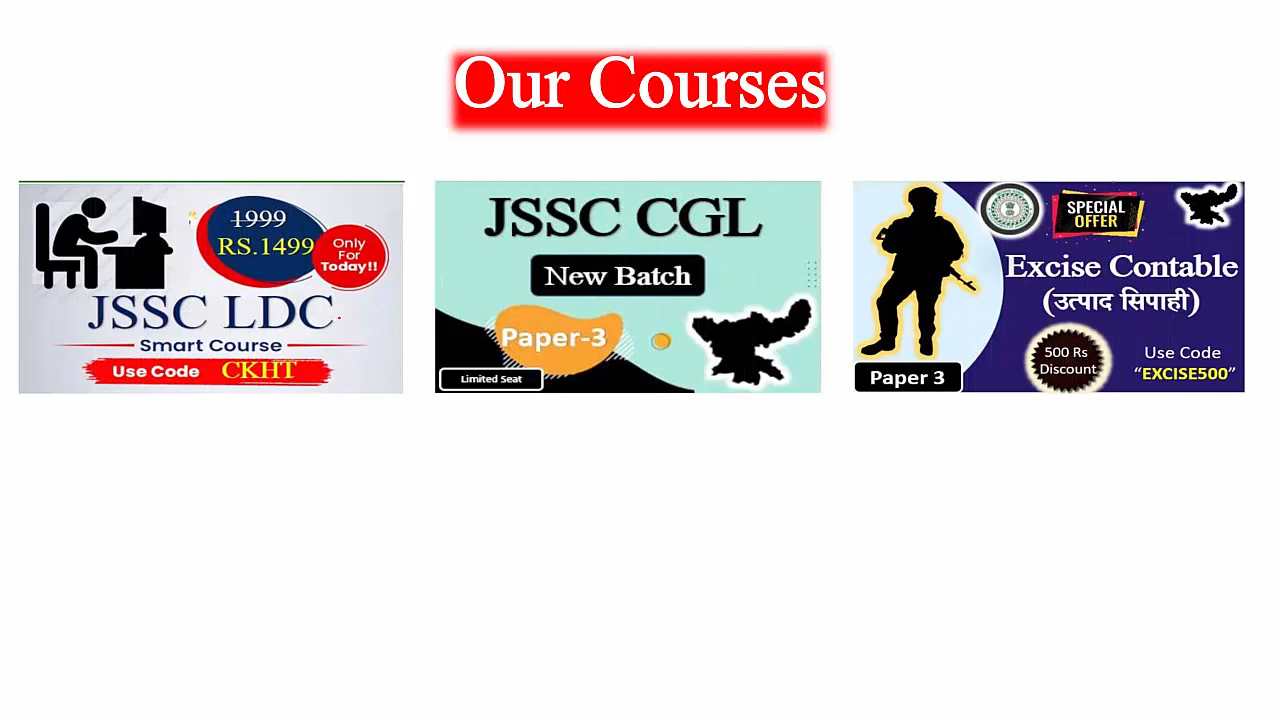 Our Courses
1999
RS.1499
Only
For
Today!!
JSSC LDC
Smart Course
Use Code CKHT
JSSC CGL
New Batch
Paper-3
Limited Seat
SPECIAL
OFFER
Excise Contable
(उत्पाद सिपाही)
500 Rs
Discount
Use Code
“EXCISE500”
Paper 3